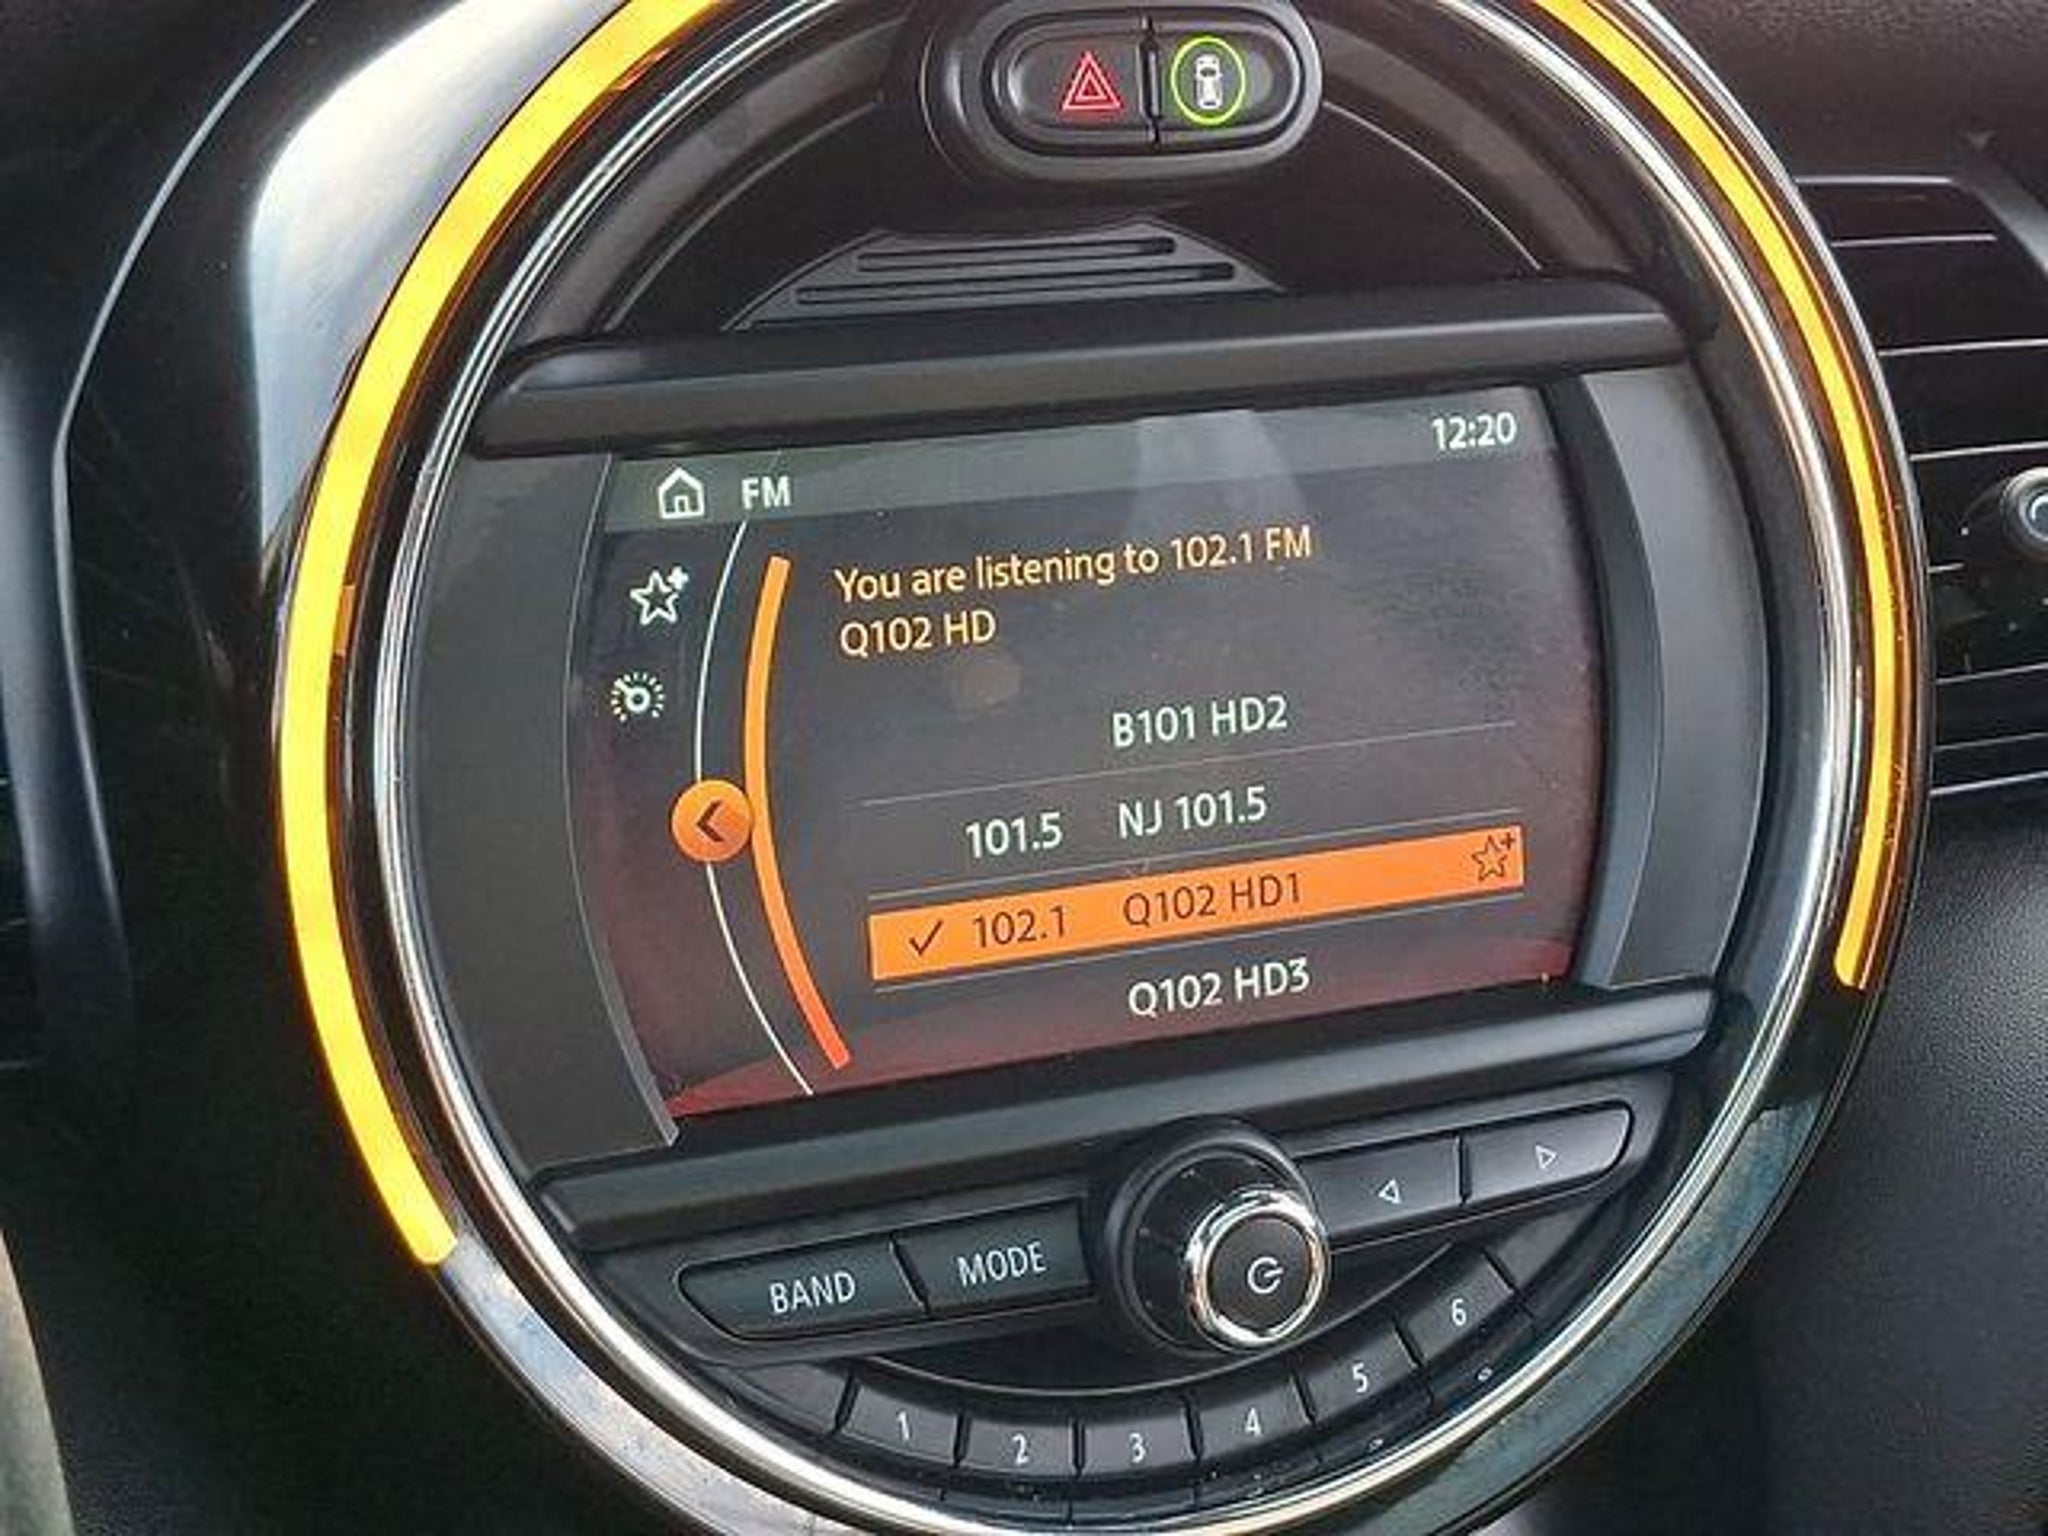 12:20
FM
You are listening to 102.1 FM
Q102 HD
B101 HD2
101.5 NJ 101.5
102.1 Q102 HD1
Q102 HD3
BAND MODE
1 2 3 4 5 6